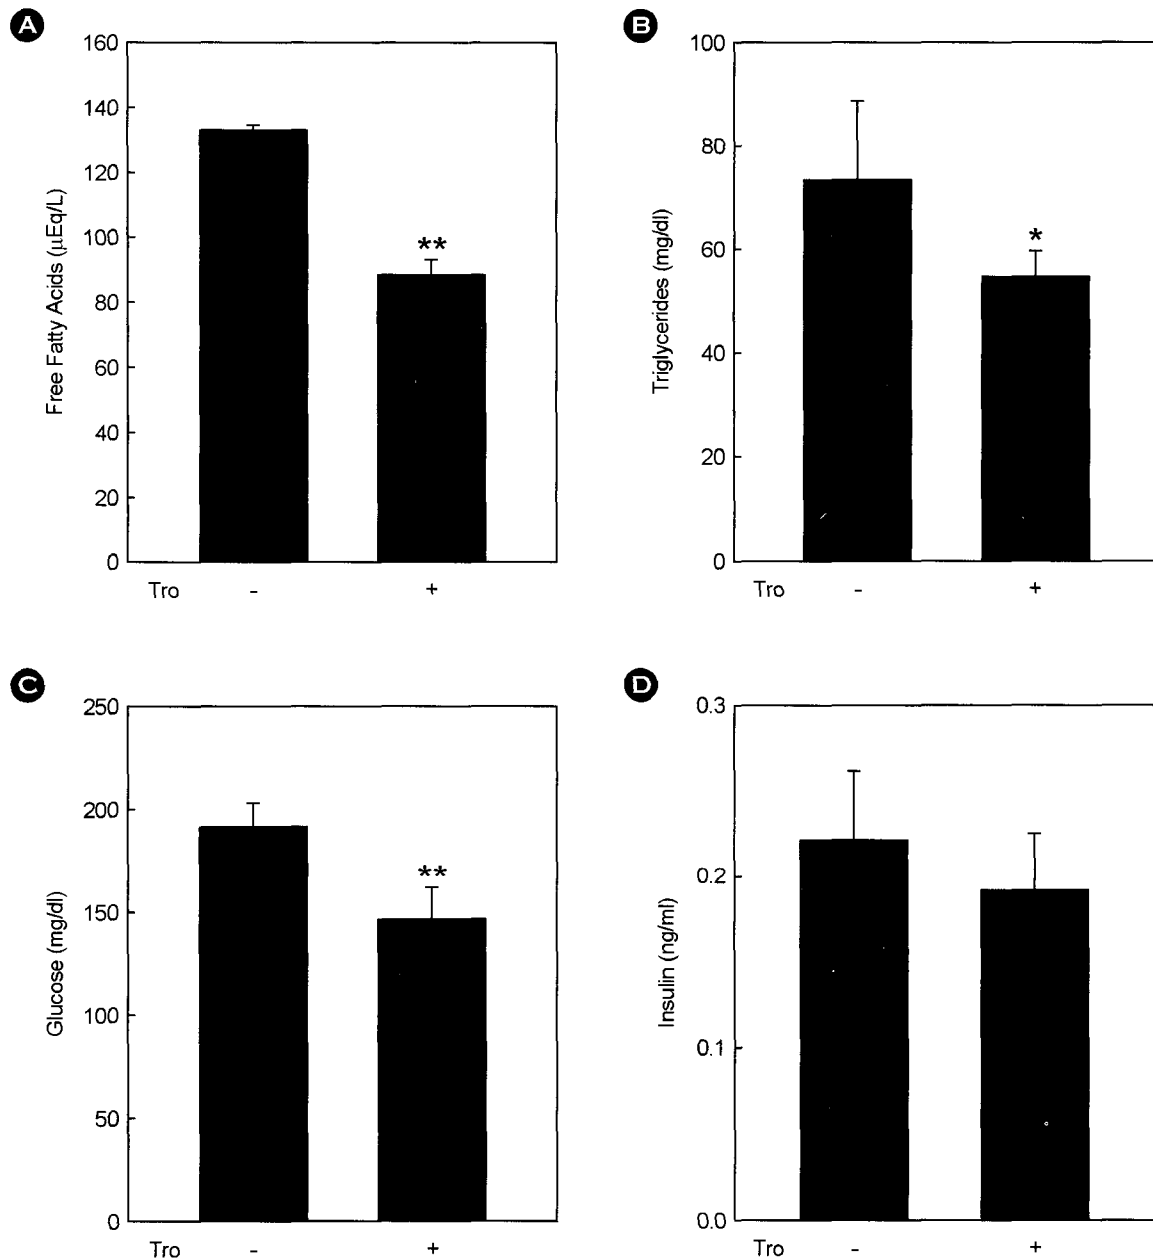 A
160
140
120
100
80
60
40
20
0
Free Fatty Acids (µEq/L)
**
Tro - +
B
100
80
60
40
20
0
Triglycerides (mg/dl)
*
Tro - +
C
250
200
150
100
50
0
Glucose (mg/dl)
**
Tro - +
D
0.3
0.2
0.1
0.0
Insulin (ng/ml)
Tro - +